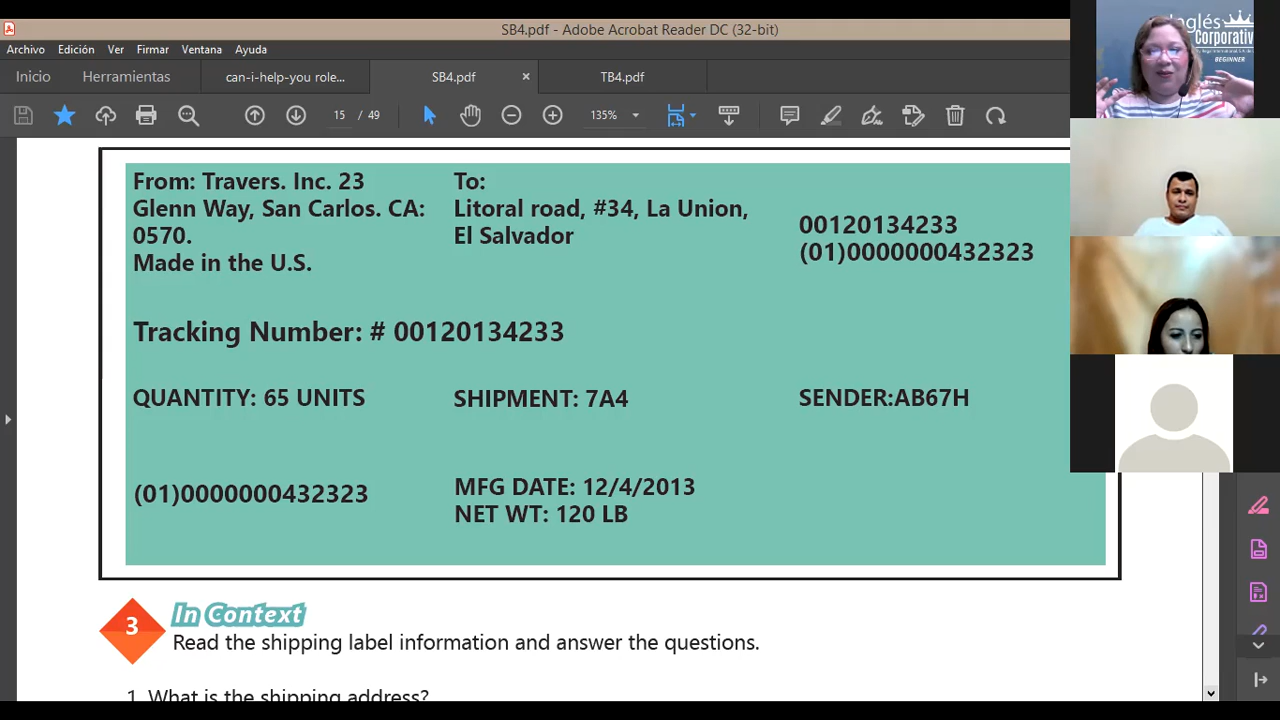 SB4.pdf - Adobe Acrobat Reader DC (32-bit)
Archivo Edición Ver Firmar Ventana Ayuda
Inicio Herramientas can-i-help-you role... SB4.pdf × TB4.pdf
15 / 49 135%
Inglés
Corporativ
BEGINNER
From: Travers. Inc. 23
Glenn Way, San Carlos. CA:
0570.
Made in the U.S.
To:
Litoral road, #34, La Union,
El Salvador
00120134233
(01)0000000432323
Tracking Number: # 00120134233
QUANTITY: 65 UNITS SHIPMENT: 7A4 SENDER:AB67H
(01)0000000432323
MFG DATE: 12/4/2013
NET WT: 120 LB
3 In Context
Read the shipping label information and answer the questions.
1. What is the shipping address?